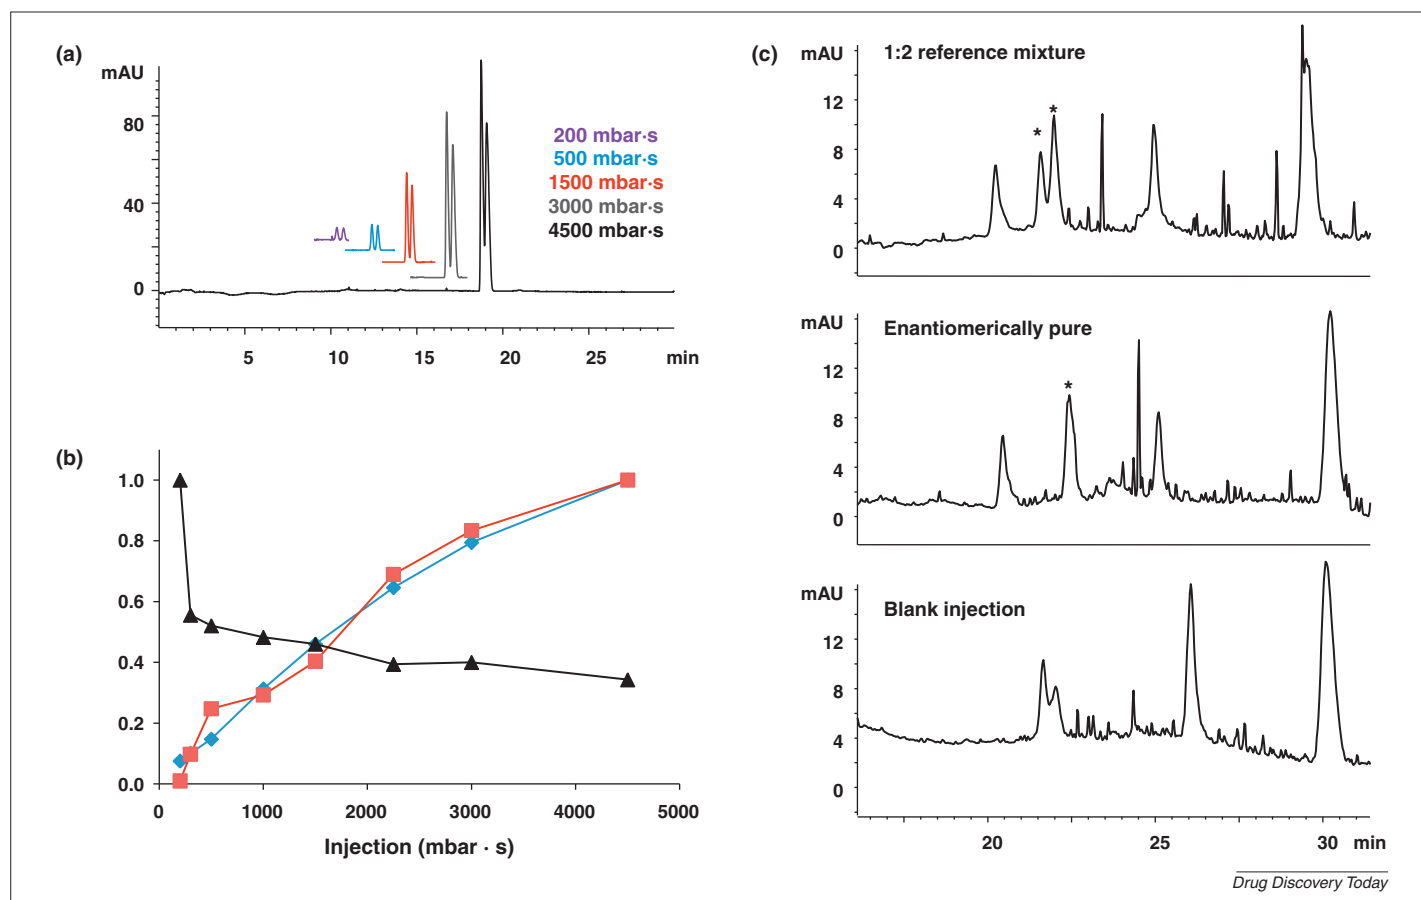 (a)
mAU
80
40
0
200 mbar·s
500 mbar·s
1500 mbar·s
3000 mbar·s
4500 mbar·s
5 10 15 20 25 min
(b)
1.0
0.8
0.6
0.4
0.2
0.0
0 1000 2000 3000 4000 5000
Injection (mbar · s)
(c)
mAU
1:2 reference mixture
12
8
4
0
* *
mAU
Enantiomerically pure
12
8
4
0
*
mAU
Blank injection
12
8
4
0
20 25 30 min
Drug Discovery Today